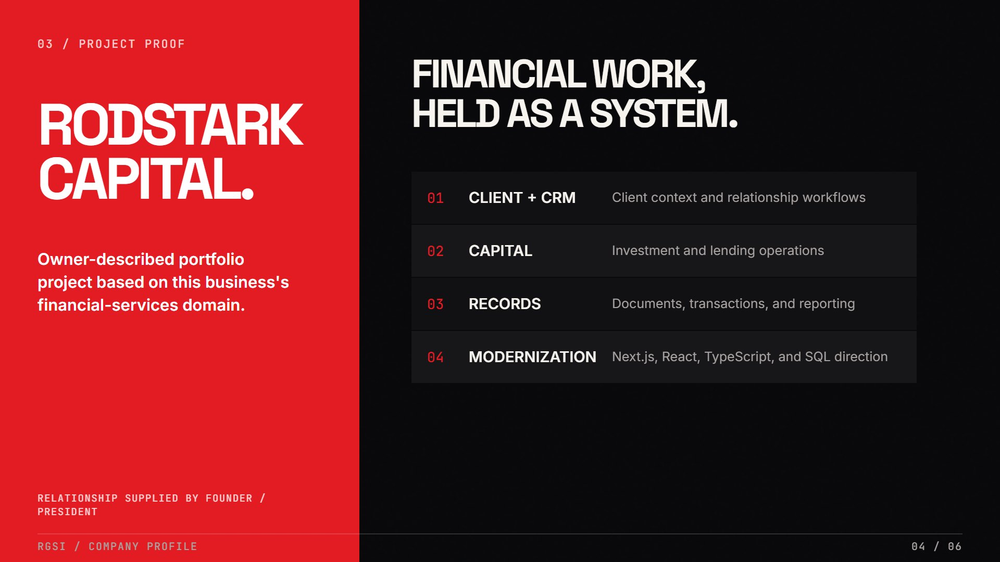 03 / PROJECT PROOF
RODSTARK
CAPITAL.
Owner-described portfolio
project based on this business's
financial-services domain.
RELATIONSHIP SUPPLIED BY FOUNDER /
PRESIDENT
FINANCIAL WORK,
HELD AS A SYSTEM.
01 CLIENT + CRM Client context and relationship workflows
02 CAPITAL Investment and lending operations
03 RECORDS Documents, transactions, and reporting
04 MODERNIZATION Next.js, React, TypeScript, and SQL direction
RGSI / COMPANY PROFILE
04 / 06